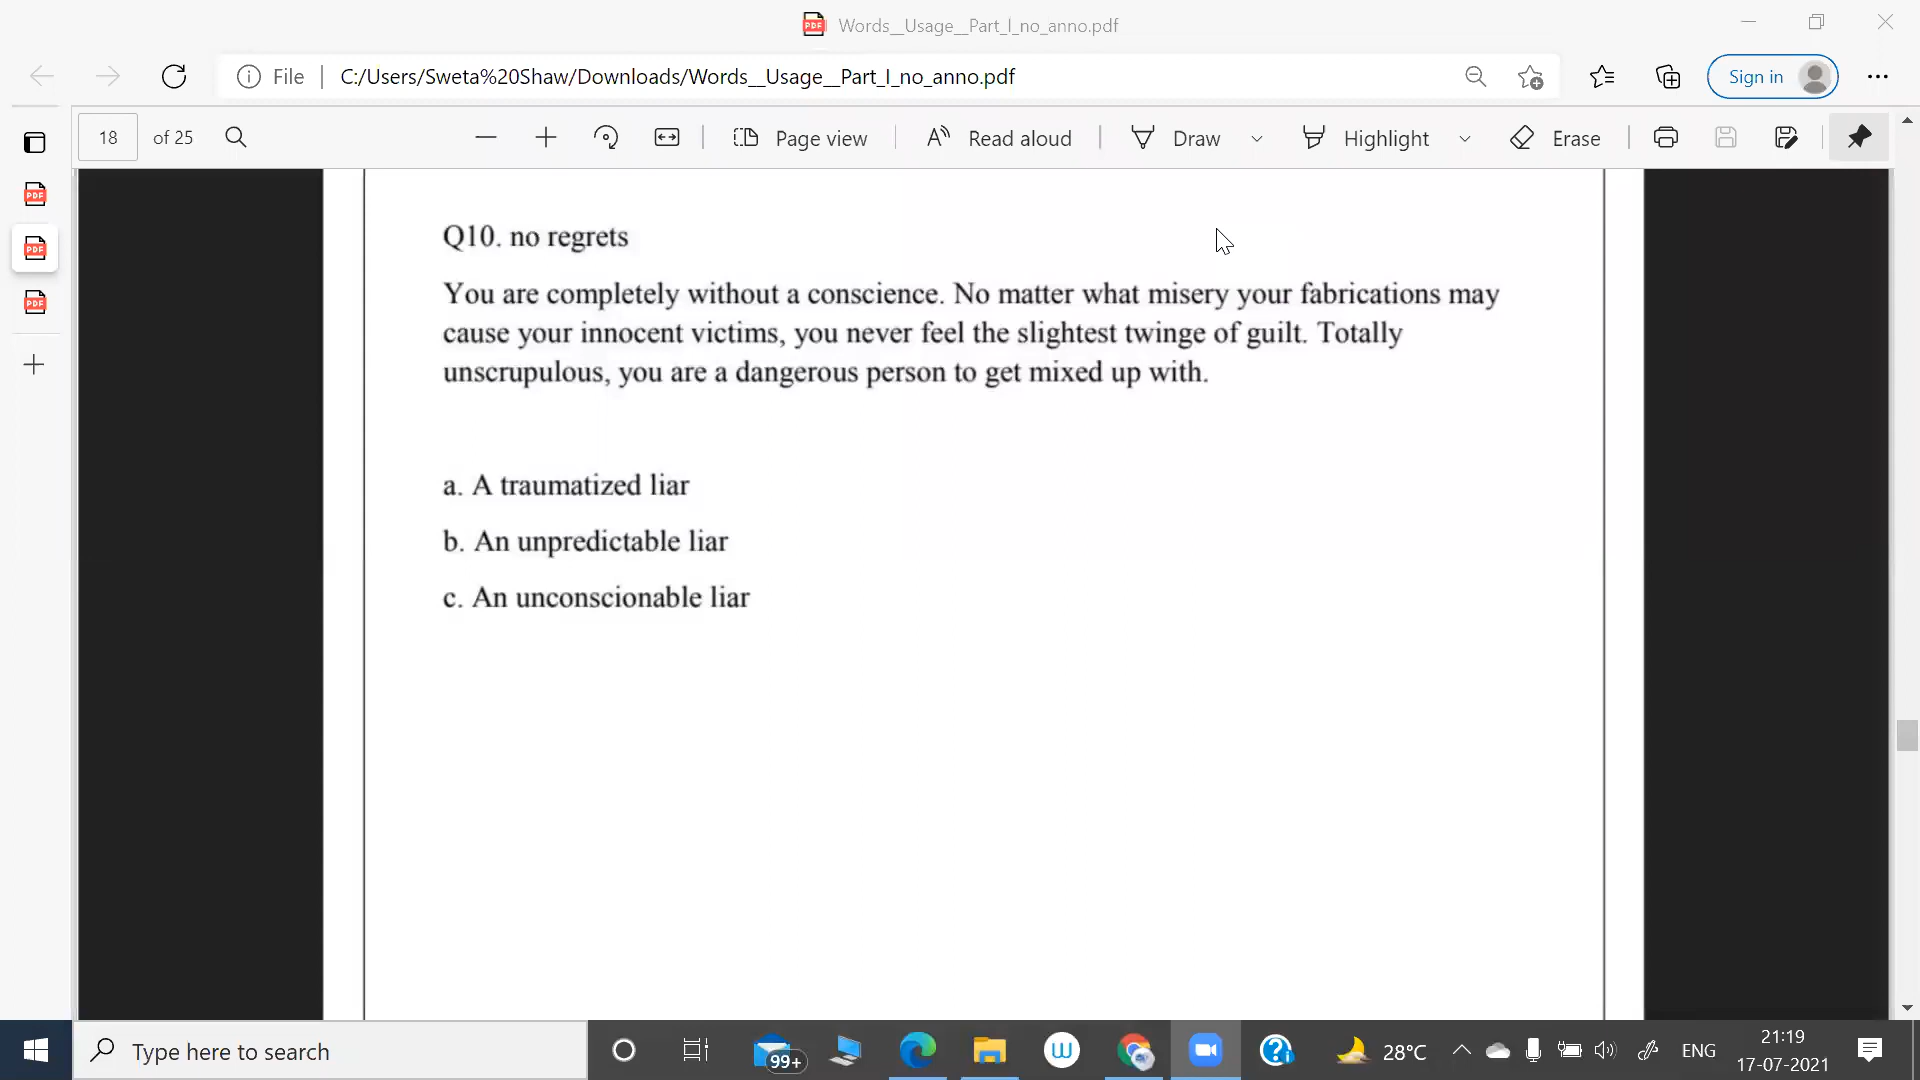 Words__Usage__Part_I_no_anno.pdf
File
C:/Users/Sweta%20Shaw/Downloads/Words__Usage__Part_I_no_anno.pdf
Sign in
18 of 25
Page view
Read aloud
Draw
Highlight
Erase
PDF
PDF
PDF
Q10. no regrets
You are completely without a conscience. No matter what misery your fabrications may
cause your innocent victims, you never feel the slightest twinge of guilt. Totally
unscrupulous, you are a dangerous person to get mixed up with.
a. A traumatized liar
b. An unpredictable liar
c. An unconscionable liar
Type here to search
99+
28°C
ENG
21:19
17-07-2021